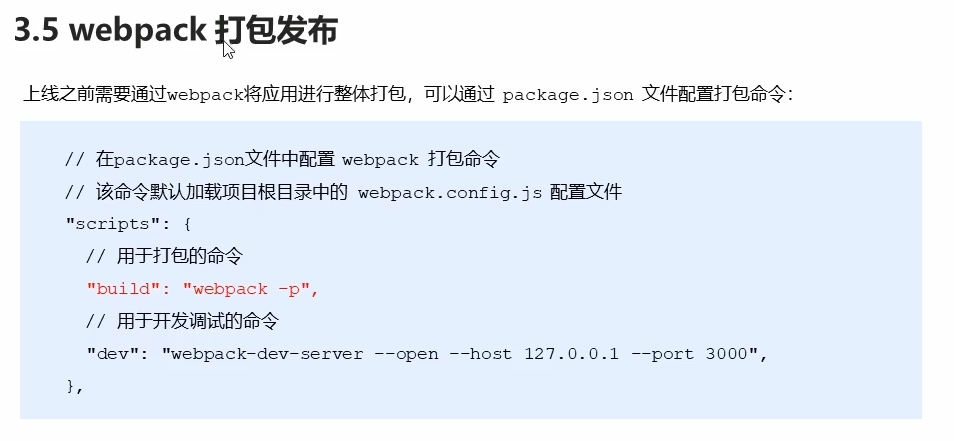 3.5 webpack 打包发布
上线之前需要通过webpack将应用进行整体打包，可以通过 package.json 文件配置打包命令：
// 在package.json文件中配置 webpack 打包命令
// 该命令默认加载项目根目录中的 webpack.config.js 配置文件
"scripts": {
// 用于打包的命令
"build": "webpack -p",
// 用于开发调试的命令
"dev": "webpack-dev-server --open --host 127.0.0.1 --port 3000",
},